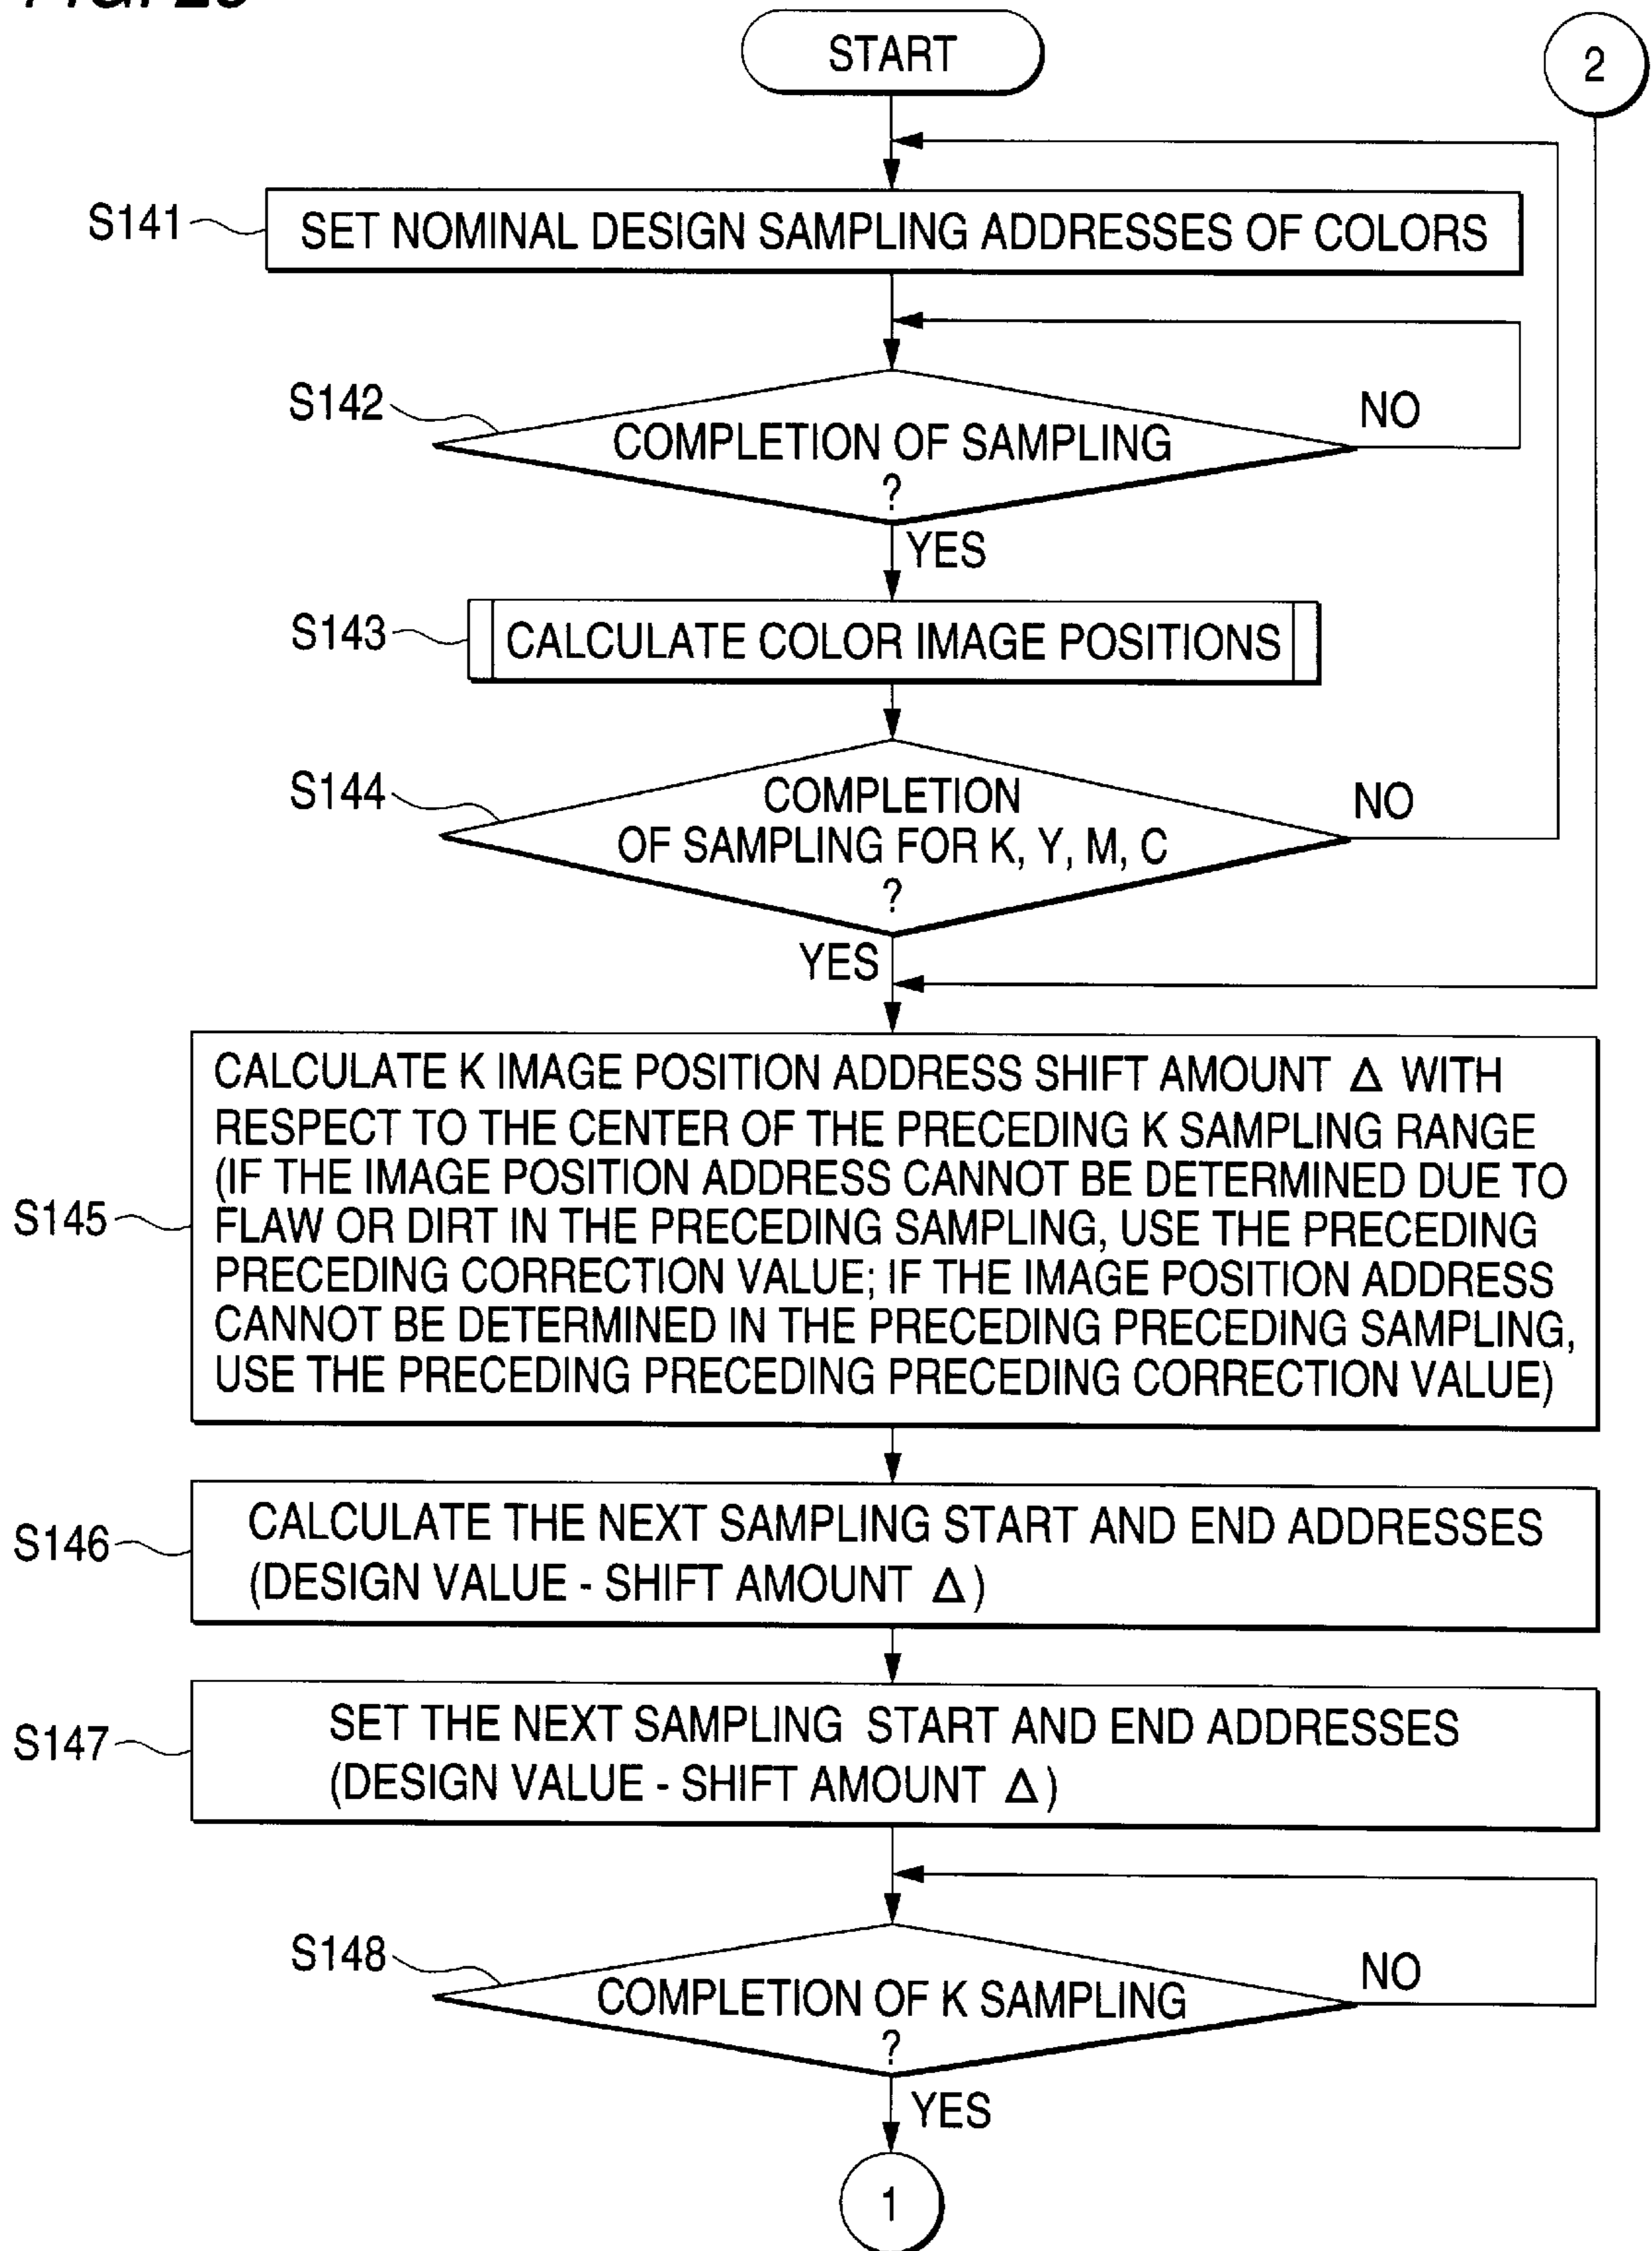 START
2
S141
SET NOMINAL DESIGN SAMPLING ADDRESSES OF COLORS
S142
COMPLETION OF SAMPLING
?
NO
YES
S143
CALCULATE COLOR IMAGE POSITIONS
S144
COMPLETION
OF SAMPLING FOR K, Y, M, C
?
NO
YES
S145
CALCULATE K IMAGE POSITION ADDRESS SHIFT AMOUNT Δ WITH
RESPECT TO THE CENTER OF THE PRECEDING K SAMPLING RANGE
(IF THE IMAGE POSITION ADDRESS CANNOT BE DETERMINED DUE TO
FLAW OR DIRT IN THE PRECEDING SAMPLING, USE THE PRECEDING
PRECEDING CORRECTION VALUE; IF THE IMAGE POSITION ADDRESS
CANNOT BE DETERMINED IN THE PRECEDING PRECEDING SAMPLING,
USE THE PRECEDING PRECEDING PRECEDING CORRECTION VALUE)
S146
CALCULATE THE NEXT SAMPLING START AND END ADDRESSES
(DESIGN VALUE - SHIFT AMOUNT Δ)
S147
SET THE NEXT SAMPLING START AND END ADDRESSES
(DESIGN VALUE - SHIFT AMOUNT Δ)
S148
COMPLETION OF K SAMPLING
?
NO
YES
1